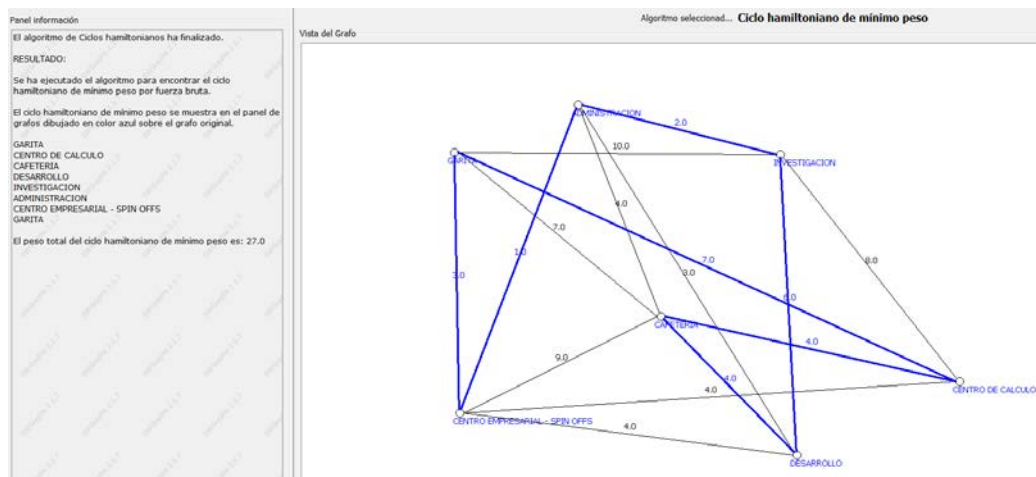 Panel información
El algoritmo de Ciclos hamiltonianos ha finalizado.
RESULTADO:
Se ha ejecutado el algoritmo para encontrar el ciclo
hamiltoniano de mínimo peso por fuerza bruta.
El ciclo hamiltoniano de mínimo peso se muestra en el panel de
grafos dibujado en color azul sobre el grafo original.
GARITA
CENTRO DE CALCULO
CAFETERIA
DESARROLLO
INVESTIGACION
ADMINISTRACION
CENTRO EMPRESARIAL - SPIN OFFS
GARITA
El peso total del ciclo hamiltoniano de mínimo peso es: 27.0
Algoritmo seleccionad... Ciclo hamiltoniano de mínimo peso
Vista del Grafo
ADMINISTRACION
2.0
10.0
GARITA
INVESTIGACION
4.0
7.0
1.0
7.0
8.0
3.0
3.0
6.0
CAFETERIA
4.0
9.0
4.0
4.0
CENTRO DE CALCULO
CENTRO EMPRESARIAL - SPIN OFFS
4.0
DESARROLLO